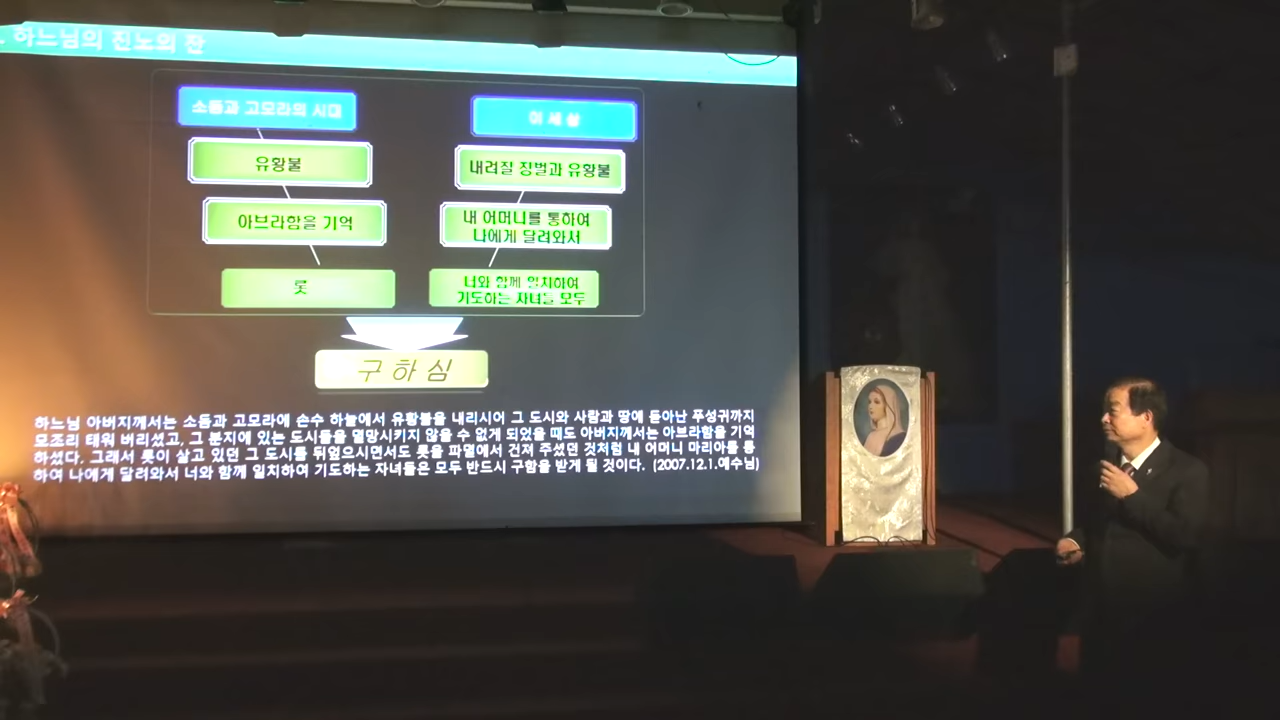 하느님의 진노의 잔
소돔과 고모라의 시대
이 세 상
유황불
내려질 징벌과 유황불
아브라함을 기억
내 어머니를 통하여
나에게 달려와서
롯
너와 함께 일치하여
기도하는 자녀들 모두
구 하 심
하느님 아버지께서는 소돔과 고모라에 손수 하늘에서 유황불을 내리시어 그 도시와 사람과 땅에 돋아난 푸성귀까지
모조리 태워 버리셨고, 그 분지에 있는 도시들을 멸망시키지 않을 수 없게 되었을 때도 아버지께서는 아브라함을 기억
하셨다. 그래서 롯이 살고 있던 그 도시를 뒤엎으시면서도 롯을 파멸에서 건져 주셨던 것처럼 내 어머니 마리아를 통
하여 나에게 달려와서 너와 함께 일치하여 기도하는 자녀들은 모두 반드시 구함을 받게 될 것이다. (2007.12.1.예수님)